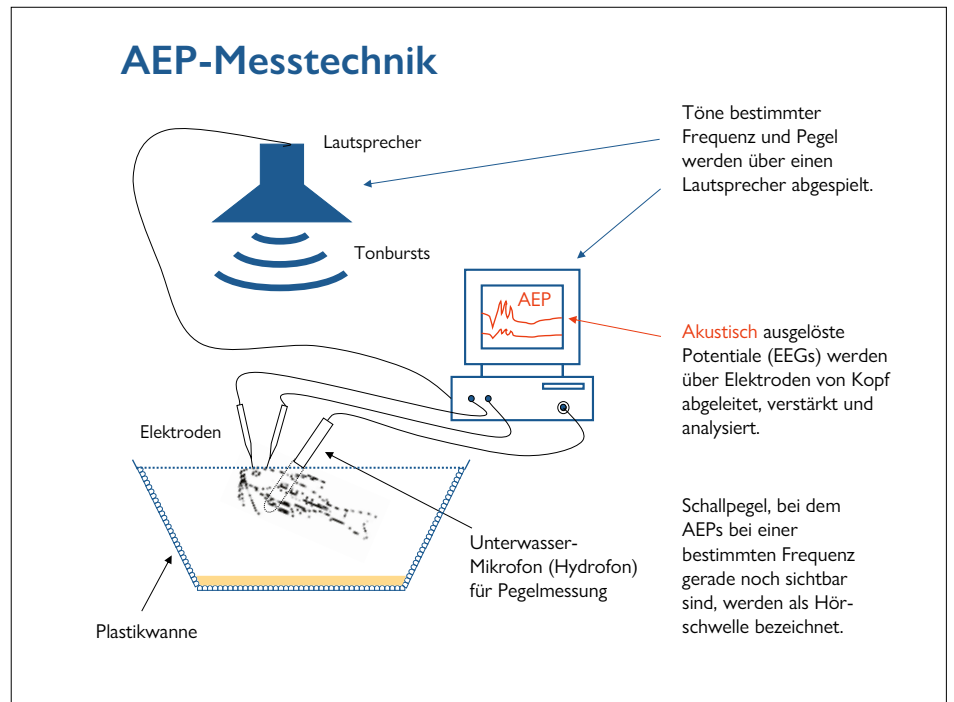 AEP-Messtechnik
Lautsprecher
Tonbursts
Töne bestimmter
Frequenz und Pegel
werden über einen
Lautsprecher abgespielt.
AEP
Akustisch ausgelöste
Potentiale (EEGs) werden
über Elektroden von Kopf
abgeleitet, verstärkt und
analysiert.
Elektroden
Unterwasser-
Mikrofon (Hydrofon)
für Pegelmessung
Plastikwanne
Schallpegel, bei dem
AEPs bei einer
bestimmten Frequenz
gerade noch sichtbar
sind, werden als Hör-
schwelle bezeichnet.